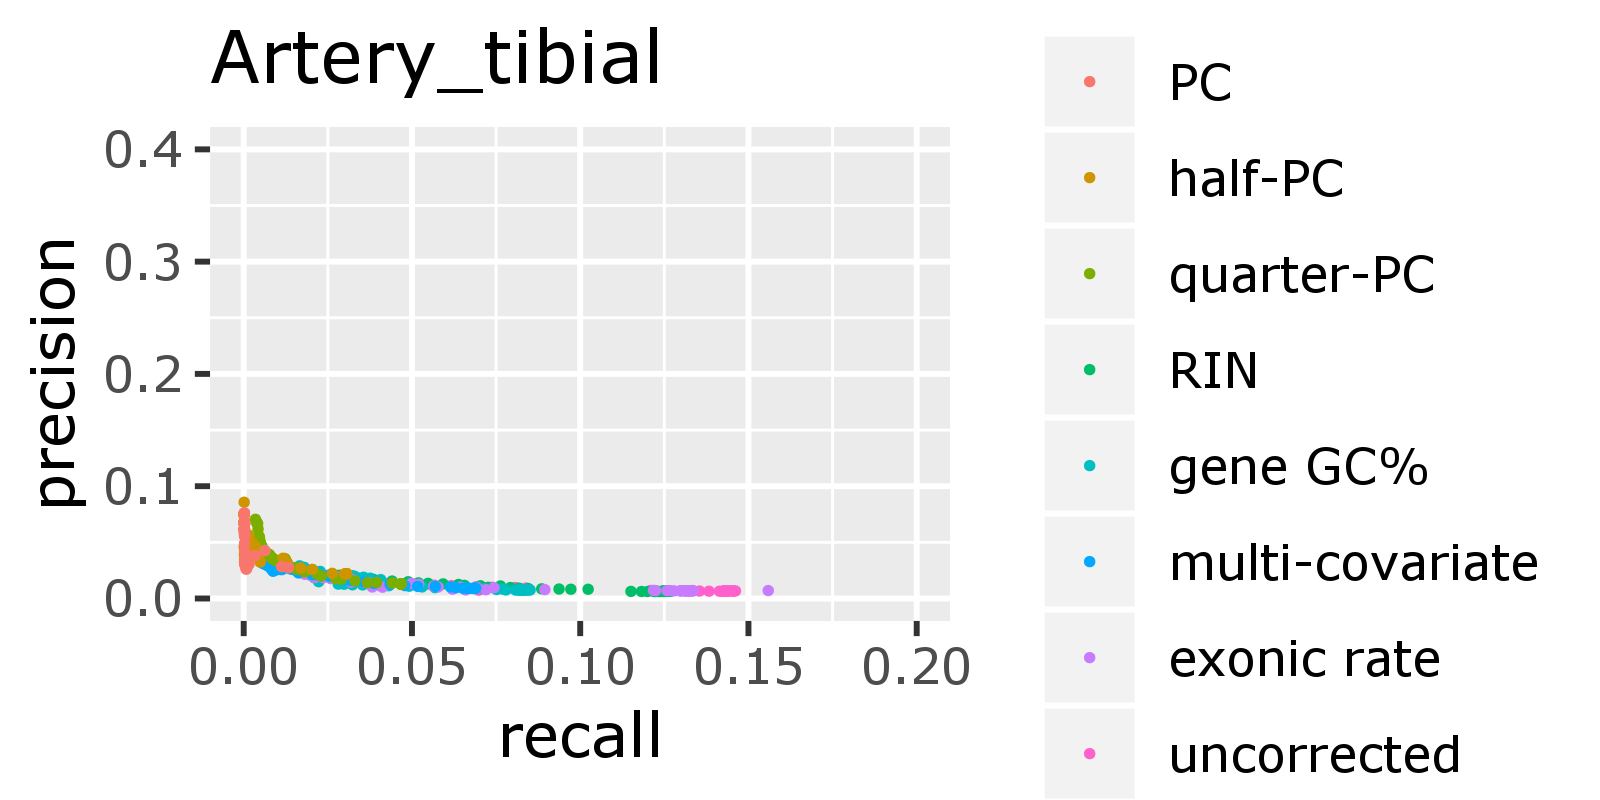 Artery_tibial
precision
0.4
0.3
0.2
0.1
0.0
0.00 0.05 0.10 0.15 0.20
recall
PC
half-PC
quarter-PC
RIN
gene GC%
multi-covariate
exonic rate
uncorrected